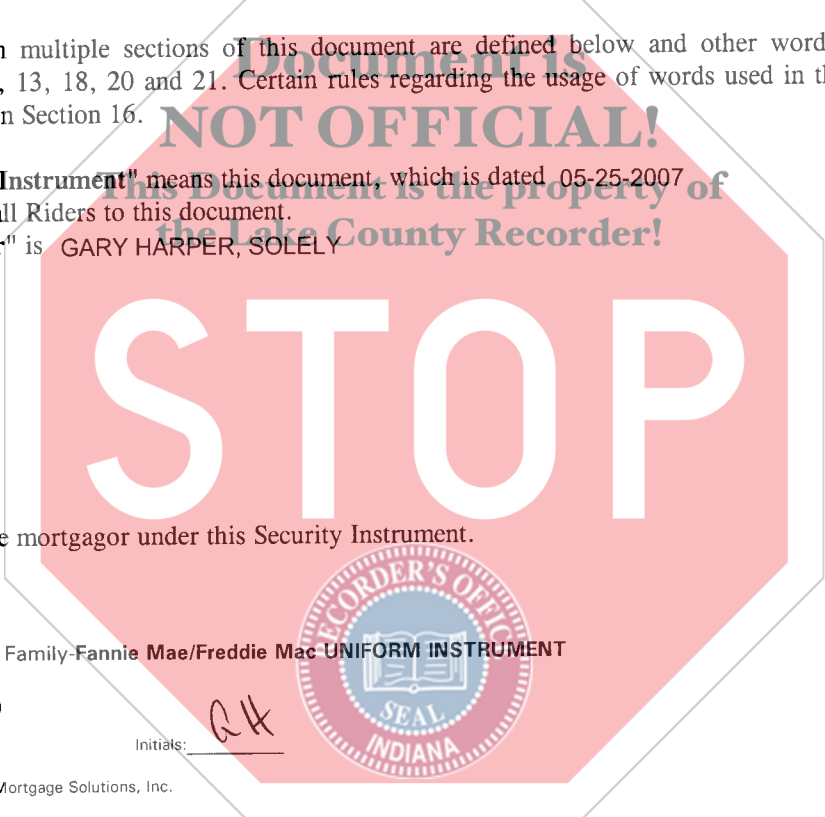 multiple sections of this document are defined below and other word
, 13, 18, 20 and 21. Certain rules regarding the usage of words used in
n Section 16.
Document is
NOT OFFICIAL!
This Document is the property of
the Lake County Recorder!
Instrument" means this document, which is dated 05-25-2007
ll Riders to this document.
" is GARY HARPER, SOLELY
STOP
e mortgagor under this Security Instrument.
RECORDER'S OFFIC
SEAL
INDIANA
Family-Fannie Mae/Freddie Mac UNIFORM INSTRUMENT
Initials: GH
Mortgage Solutions, Inc.